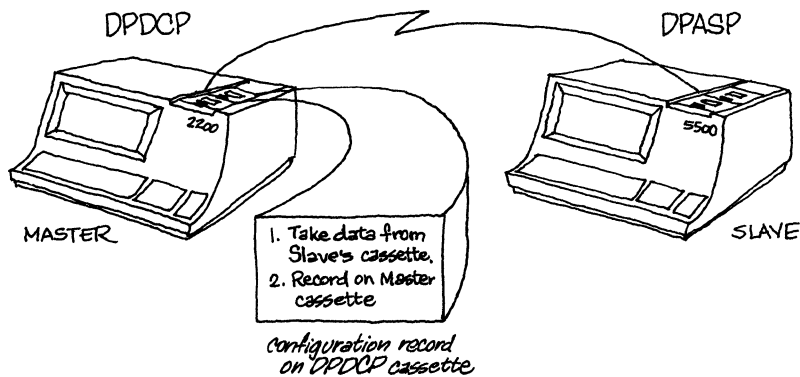 DPDCP
DPASP
2200
5500
MASTER
SLAVE
1. Take data from
Slave's cassette.
2. Record on Master
cassette
configuration record
on DPDCP cassette